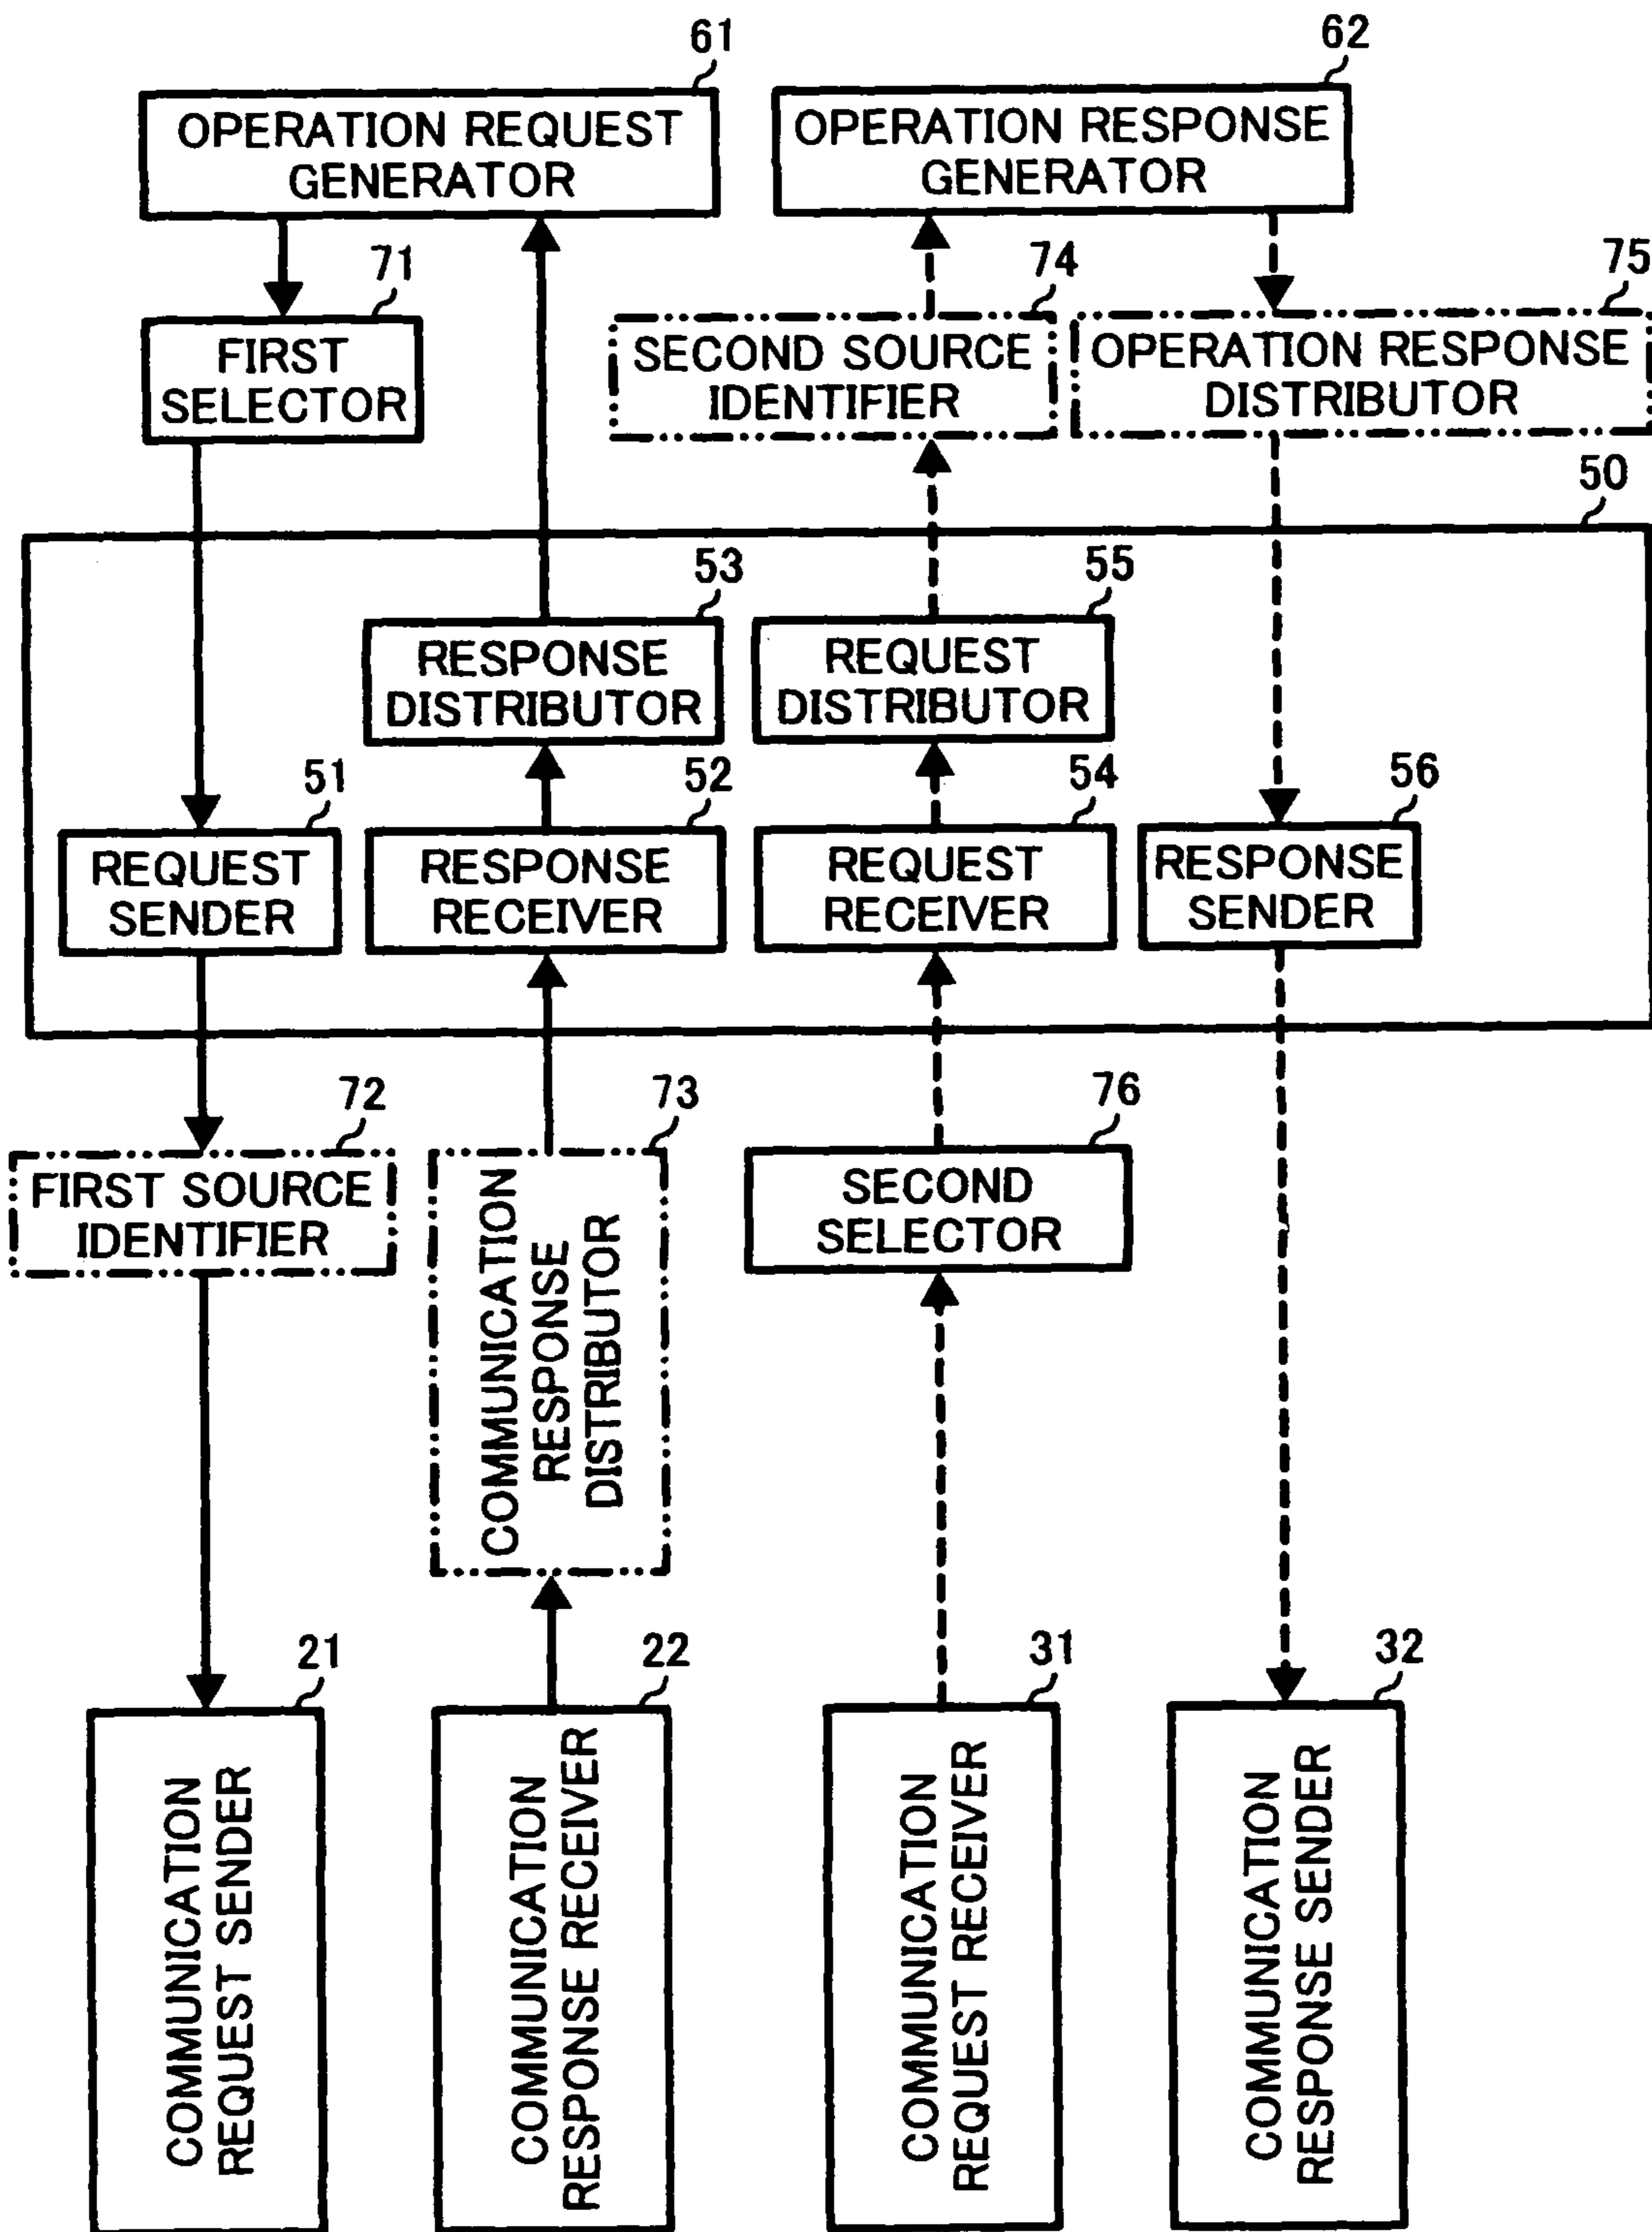 61
62
OPERATION REQUEST
GENERATOR
OPERATION RESPONSE
GENERATOR
71
74
75
FIRST
SELECTOR
SECOND SOURCE
IDENTIFIER
OPERATION RESPONSE
DISTRIBUTOR
50
53
55
RESPONSE
DISTRIBUTOR
REQUEST
DISTRIBUTOR
51
52
54
56
REQUEST
SENDER
RESPONSE
RECEIVER
REQUEST
RECEIVER
RESPONSE
SENDER
72
73
76
FIRST SOURCE
IDENTIFIER
COMMUNICATION
RESPONSE
DISTRIBUTOR
SECOND
SELECTOR
21
22
31
32
COMMUNICATION
REQUEST SENDER
COMMUNICATION
RESPONSE RECEIVER
COMMUNICATION
REQUEST RECEIVER
COMMUNICATION
RESPONSE SENDER